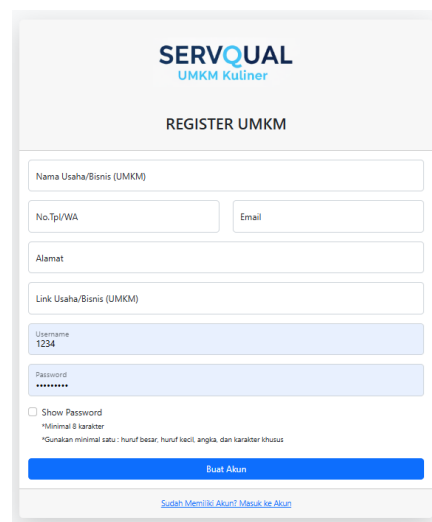 SERVQUAL
UMKM Kuliner
REGISTER UMKM
Nama Usaha/Bisnis (UMKM)
No.Tpl/WA
Email
Alamat
Link Usaha/Bisnis (UMKM)
Username
1234
Password
•••••••••
Show Password
*Minimal 8 karakter
*Gunakan minimal satu : huruf besar, huruf kecil, angka, dan karakter khusus
Buat Akun
Sudah Memiliki Akun? Masuk ke Akun